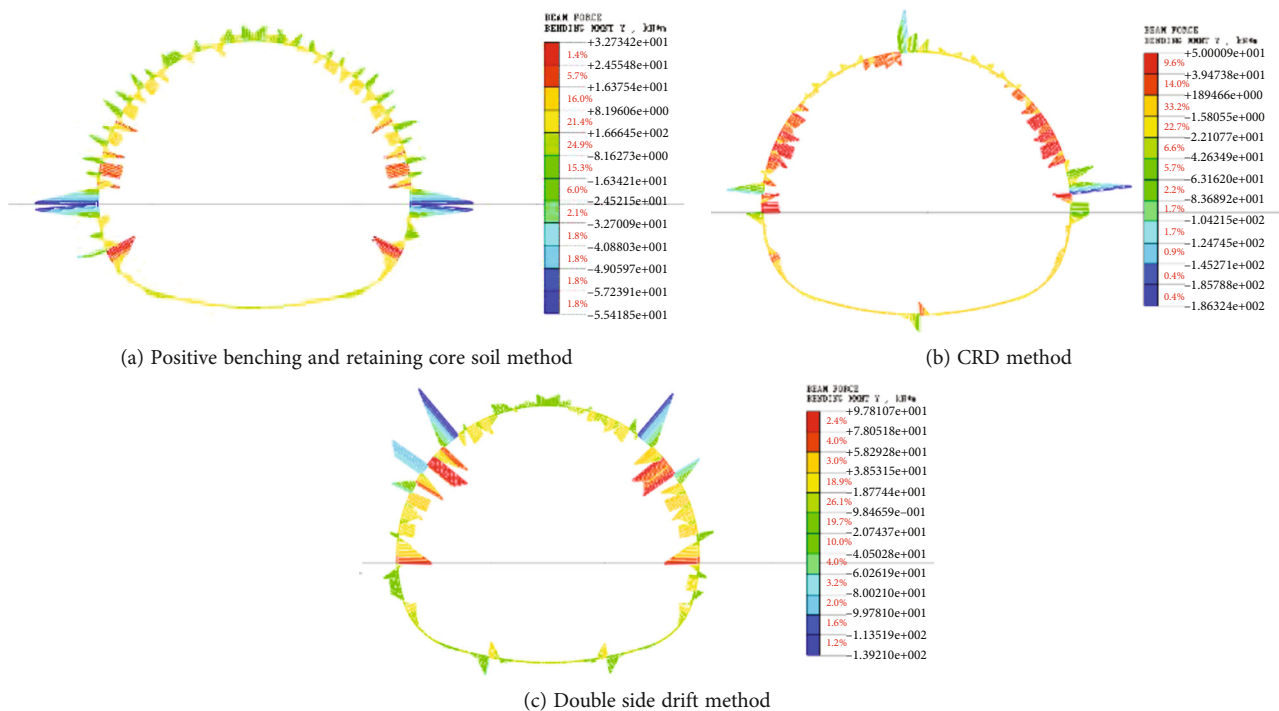 BEAM FORCE
BENDING MMNT Y , kN*m
+3.27342e+001
1.4%
+2.45548e+001
5.7%
+1.63754e+001
16.0%
+8.19606e+000
21.4%
+1.66645e+002
24.9%
−8.16273e+000
15.3%
−1.63421e+001
6.0%
−2.45215e+001
2.1%
−3.27009e+001
1.8%
−4.08803e+001
1.8%
−4.90597e+001
1.8%
−5.72391e+001
1.8%
−5.54185e+001
(a) Positive benching and retaining core soil method
BEAM FORCE
BENDING MMNT Y , kN*m
+5.00009e+001
9.6%
+3.94738e+001
14.0%
+189466e+000
33.2%
−1.58055e+000
22.7%
−2.21077e+001
6.6%
−4.26349e+001
5.7%
−6.31620e+001
2.2%
−8.36892e+001
1.7%
−1.04215e+002
1.7%
−1.24745e+002
0.9%
−1.45271e+002
0.4%
−1.85788e+002
0.4%
−1.86324e+002
(b) CRD method
BEAM FORCE
BENDING MMNT Y , kN*m
+9.78107e+001
2.4%
+7.80518e+001
4.0%
+5.82928e+001
3.0%
+3.85315e+001
18.9%
−1.87744e+001
26.1%
−9.84659e−001
19.7%
−2.07437e+001
10.0%
−4.05028e+001
4.0%
−6.02619e+001
3.2%
−8.00210e+001
2.0%
−9.97810e+001
1.6%
−1.13519e+002
1.2%
−1.39210e+002
(c) Double side drift method